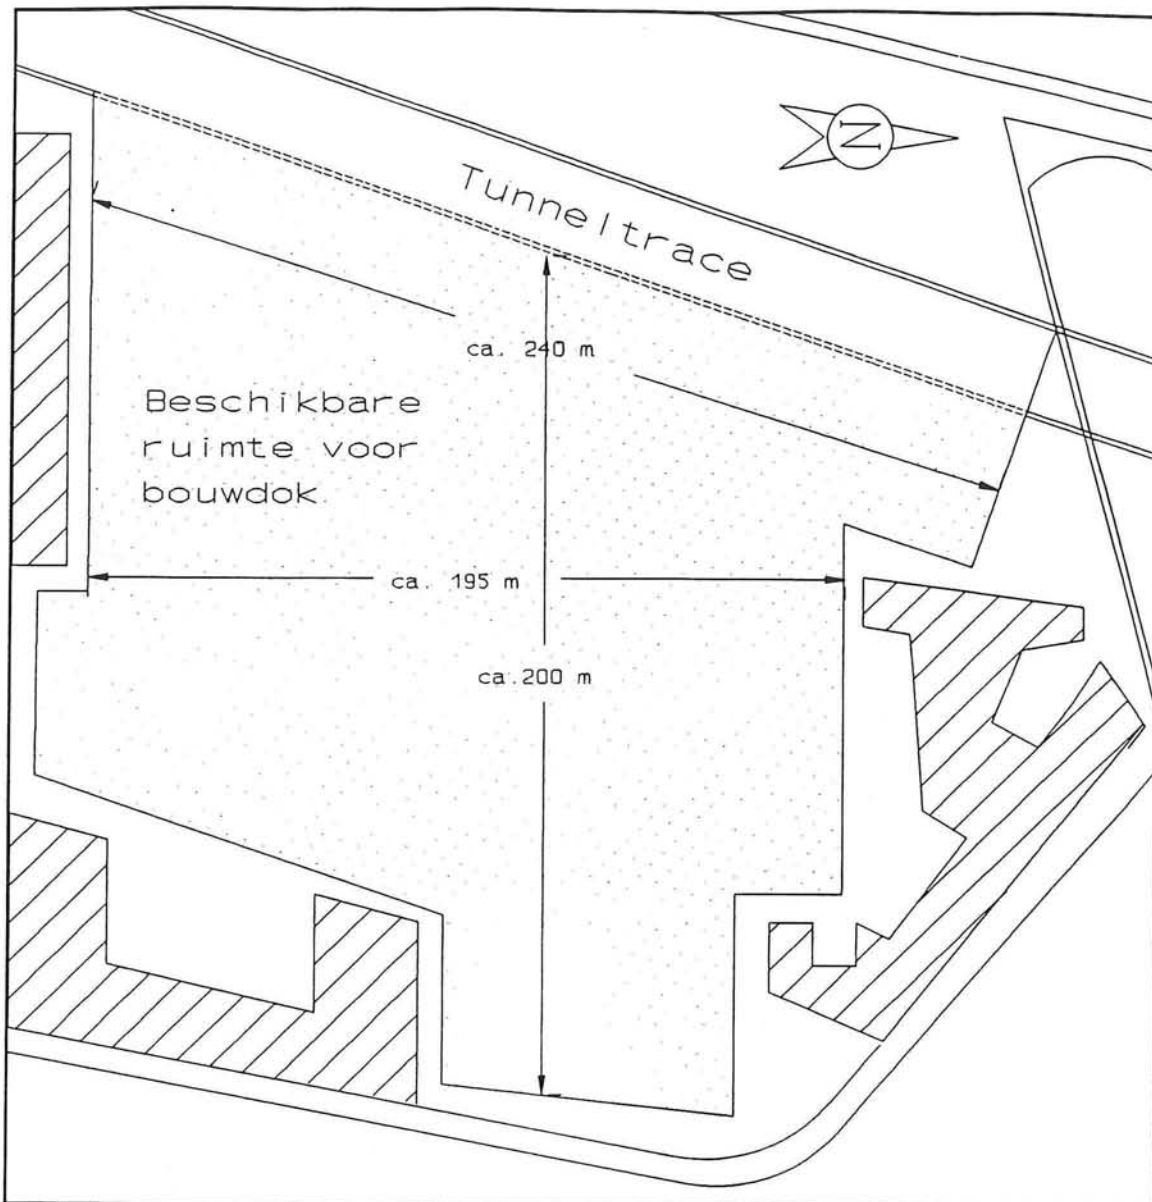 N
Tunneltrace
ca. 240 m
Beschikbare
ruimte voor
bouwdok
ca. 195 m
ca.200 m